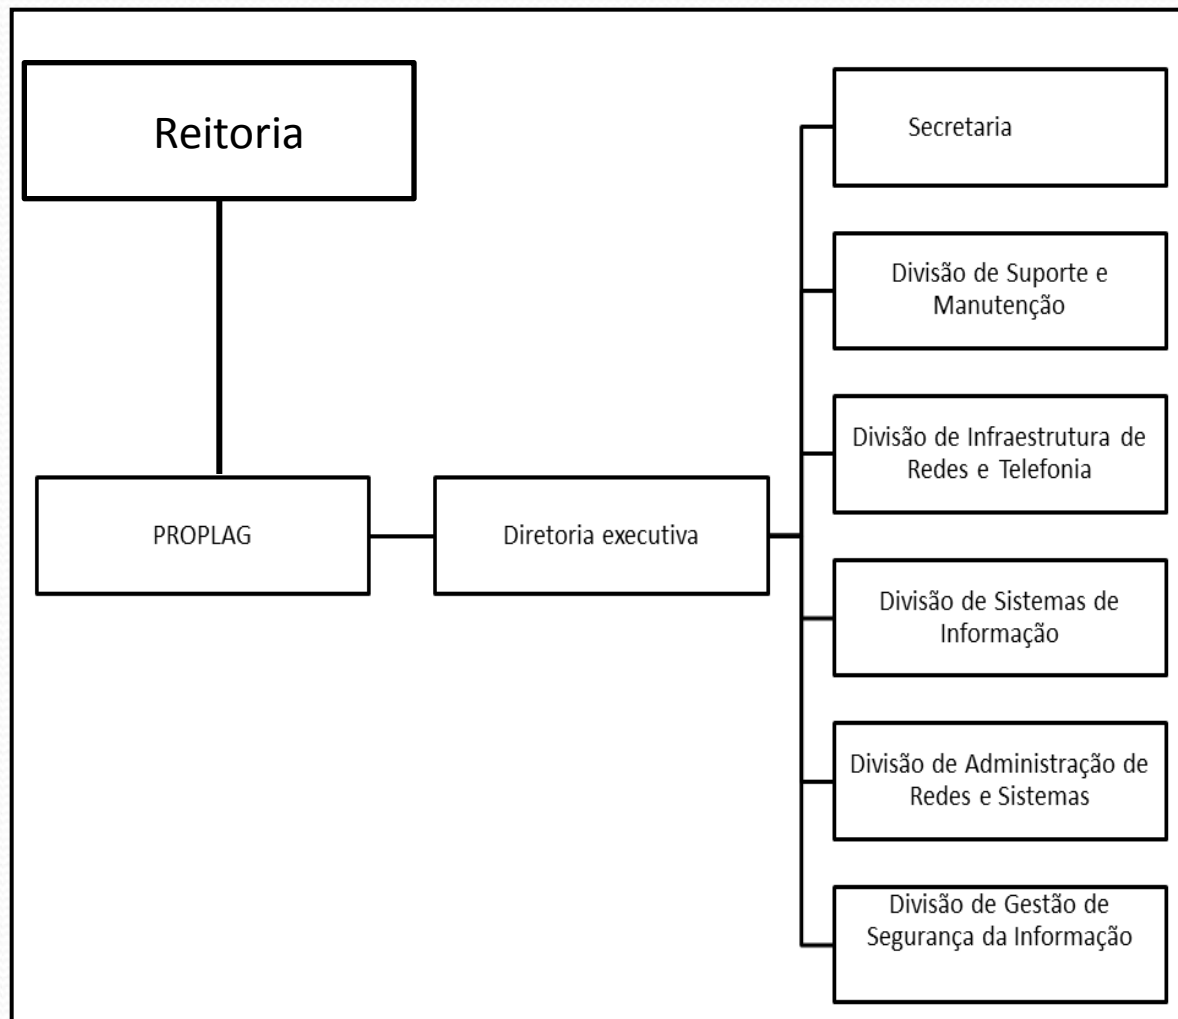 Reitoria
PROPLAG
Diretoria executiva
Secretaria
Divisão de Suporte e
Manutenção
Divisão de Infraestrutura de
Redes e Telefonia
Divisão de Sistemas de
Informação
Divisão de Administração de
Redes e Sistemas
Divisão de Gestão de
Segurança da Informação